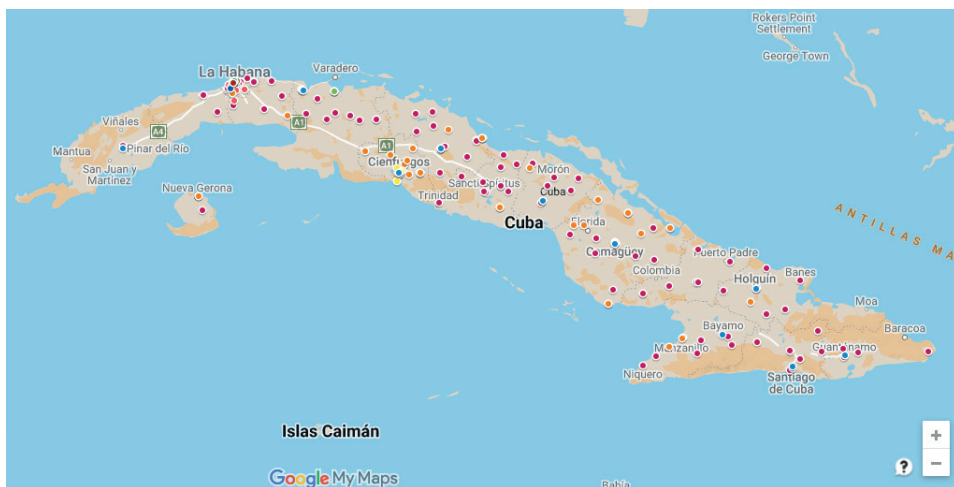 Rokers Point
Settlement
George Town
La Habana
Varadero
A1
Viñales
A4
A1
Mantua
Pinar del Río
Cienfuegos
San Juan y
Martínez
Morón
Nueva Gerona
Sancti Spíritus
Cuba
Trinidad
ANTILLAS MA
Cuba
Florida
Camagüey
Puerto Padre
Colombia
Banes
Holguín
Moa
Bayamo
Baracoa
Manzanillo
Guantánamo
Niquero
Santiago
de Cuba
Islas Caimán
+
?
−
Google My Maps
Bahía